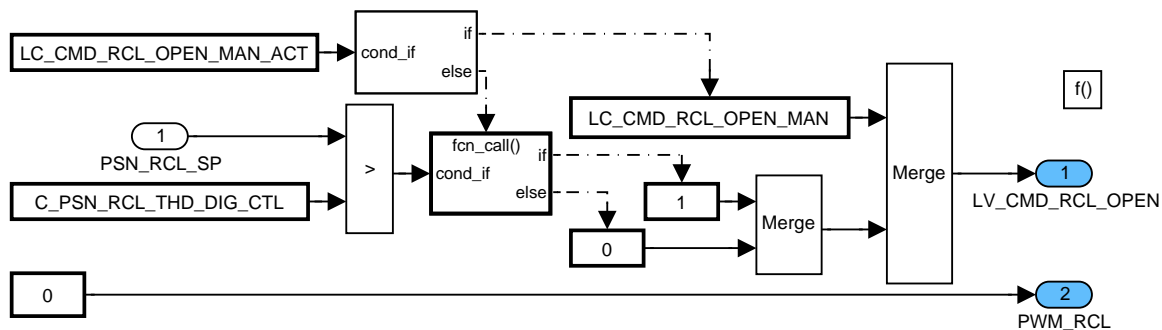 LC_CMD_RCL_OPEN_MAN_ACT
cond_if
if
else
LC_CMD_RCL_OPEN_MAN
f()
1
PSN_RCL_SP
C_PSN_RCL_THD_DIG_CTL
>
fcn_call()
cond_if
if
else
1
0
Merge
Merge
1
LV_CMD_RCL_OPEN
0
2
PWM_RCL